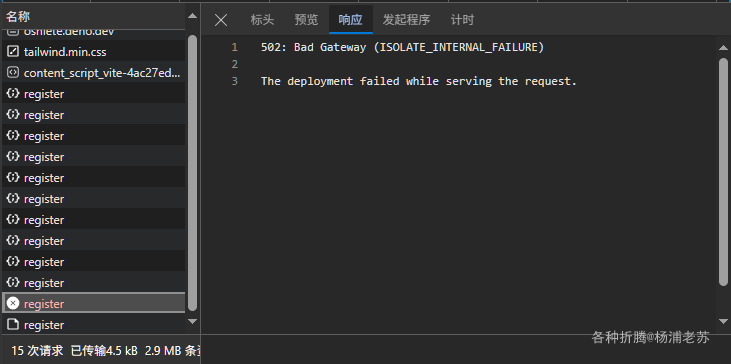 名称
标头 预览 响应 发起程序 计时
oshiete.deno.dev
tailwind.min.css
content_script_vite-4ac27ed...
register
register
register
register
register
register
register
register
register
register
register
register
1 502: Bad Gateway (ISOLATE_INTERNAL_FAILURE)
2
3 The deployment failed while serving the request.
15 次请求 已传输4.5 kB 2.9 MB 条
各种折腾@杨浦老苏